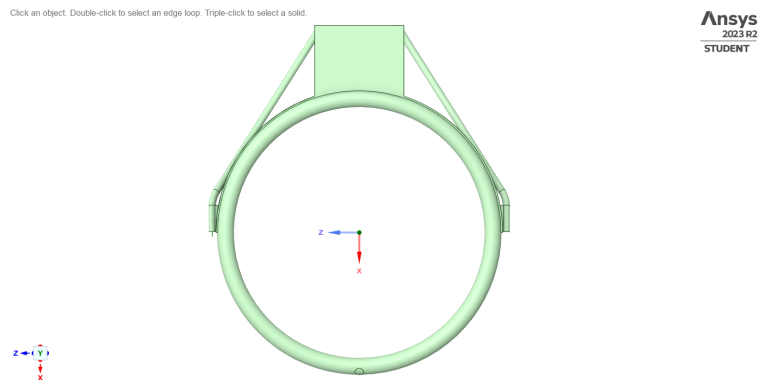 Click an object. Double-click to select an edge loop. Triple-click to select a solid.
Ansys
2023 R2
STUDENT
Z
X
Z
Y
X